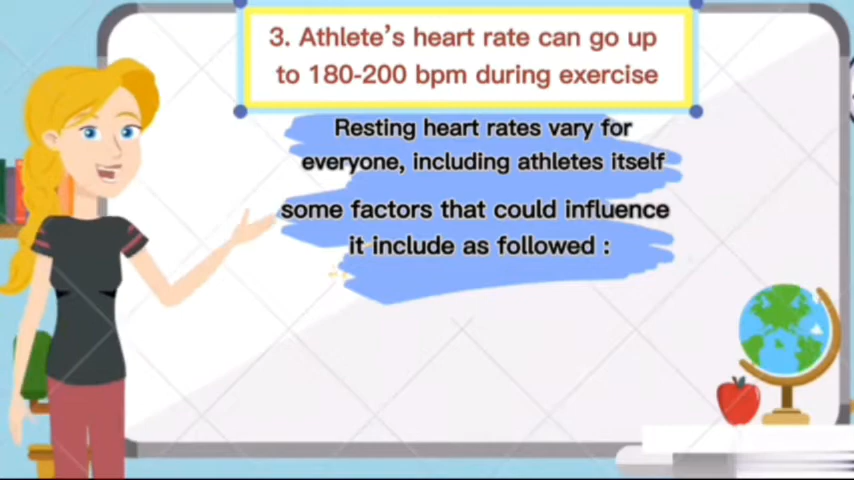 3. Athlete's heart rate can go up
to 180-200 bpm during exercise
Resting heart rates vary for
everyone, including athletes itself
some factors that could influence
it include as followed :